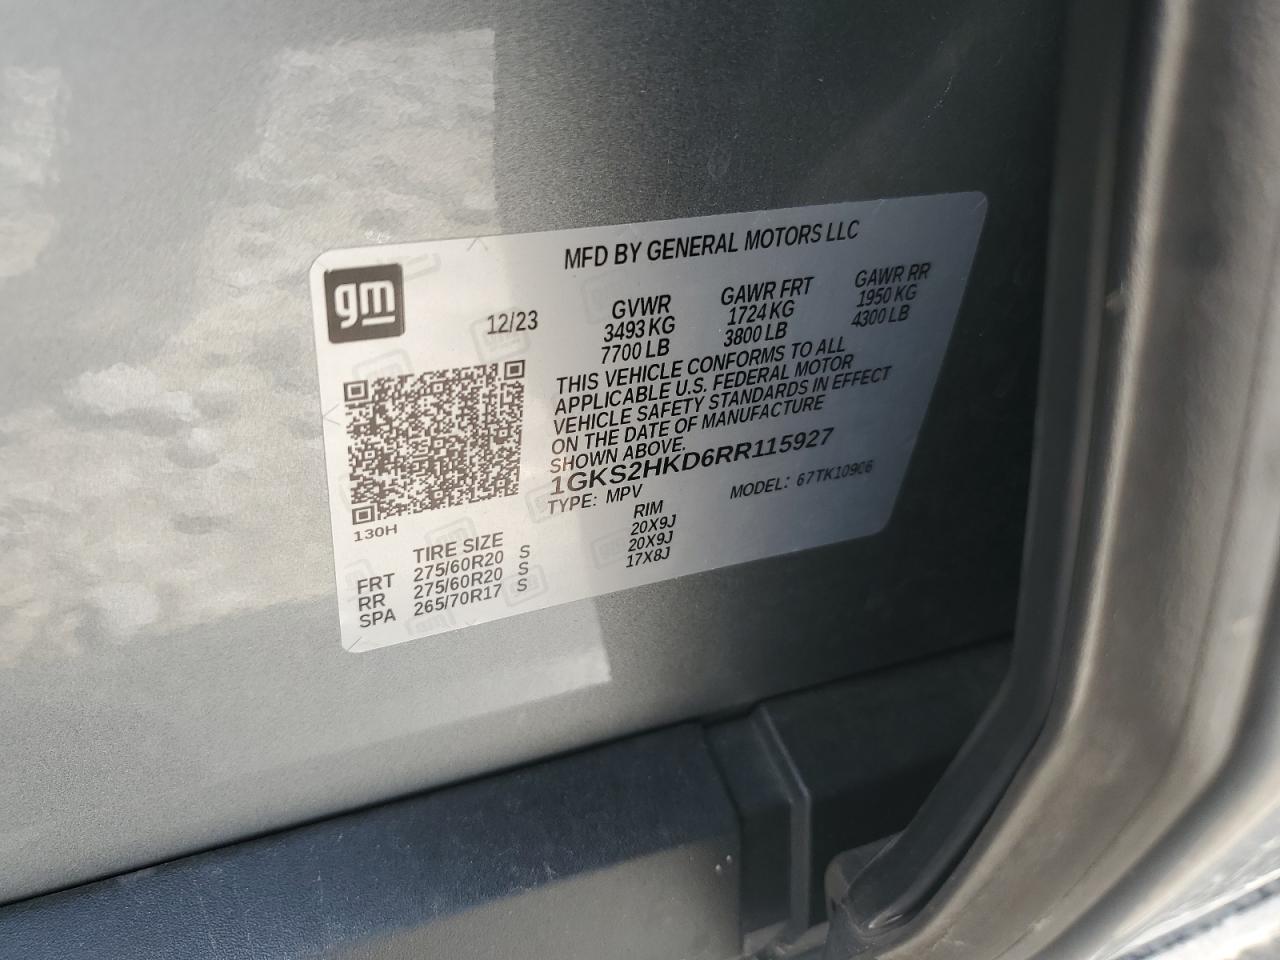 MFD BY GENERAL MOTORS LLC
gm
12/23
GVWR GAWR FRT GAWR RR
3493 KG 1724 KG 1950 KG
7700 LB 3800 LB 4300 LB
THIS VEHICLE CONFORMS TO ALL
APPLICABLE U.S. FEDERAL MOTOR
VEHICLE SAFETY STANDARDS IN EFFECT
ON THE DATE OF MANUFACTURE
SHOWN ABOVE.
1GKS2HKD6RR115927
TYPE: MPV MODEL: 67TK10906
130H
TIRE SIZE RIM
FRT 275/60R20 S 20X9J
RR 275/60R20 S 20X9J
SPA 265/70R17 S 17X8J